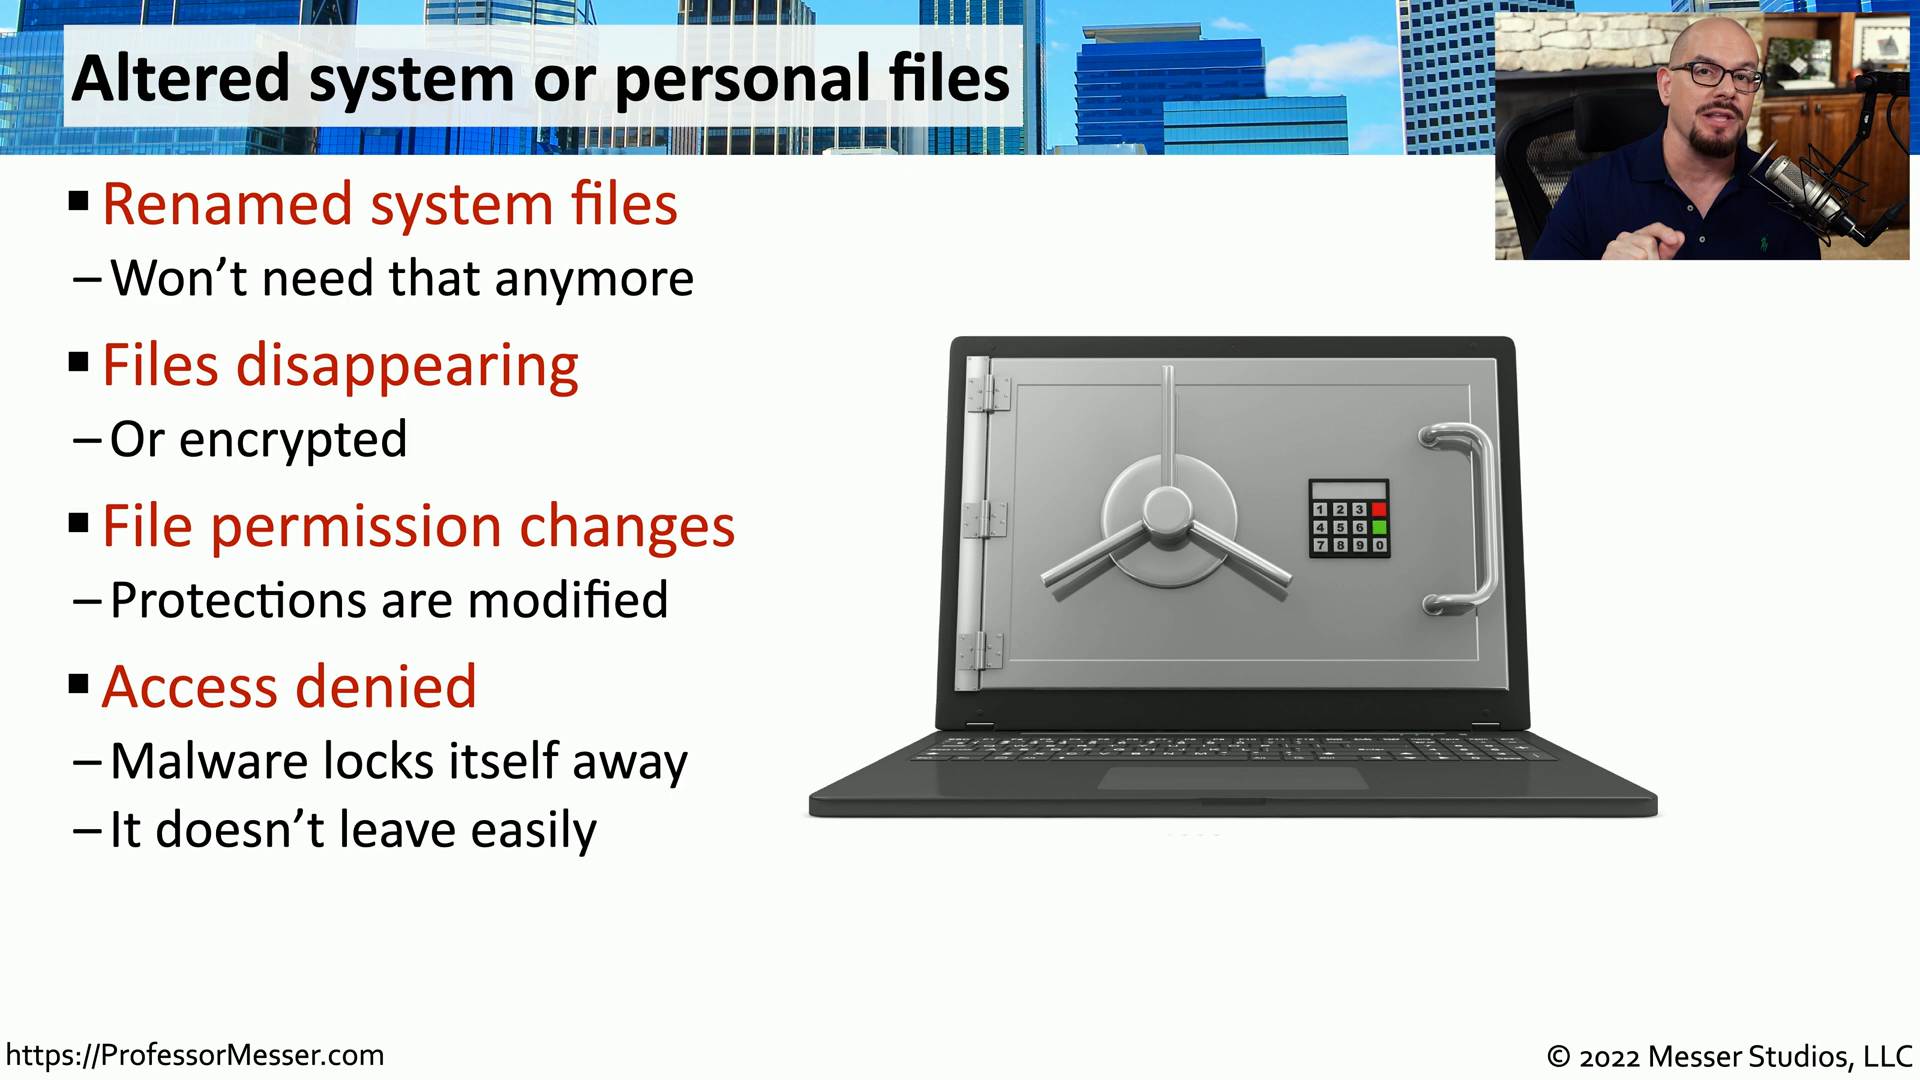 Altered system or personal files
▪ Renamed system files
– Won’t need that anymore
▪ Files disappearing
– Or encrypted
▪ File permission changes
– Protections are modified
▪ Access denied
– Malware locks itself away
– It doesn’t leave easily
1 2 3
4 5 6
7 8 9 0
https://ProfessorMesser.com
© 2022 Messer Studios, LLC